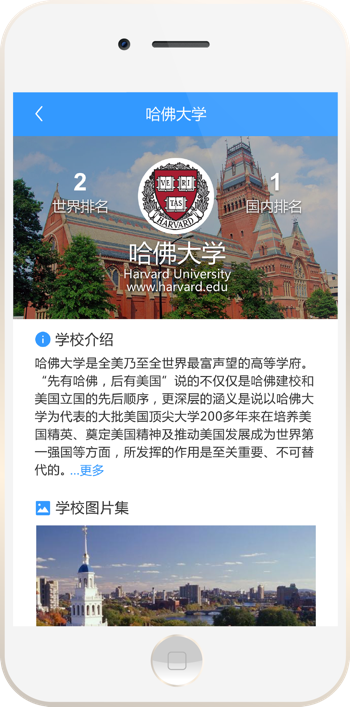 哈佛大学
2
世界排名
1
国内排名
VE RI
TAS
HARVARD
哈佛大学
Harvard University
www.harvard.edu
学校介绍
哈佛大学是全美乃至全世界最富声望的高等学府。
“先有哈佛，后有美国”说的不仅仅是哈佛建校和
美国立国的先后顺序，更深层的涵义是说以哈佛大
学为代表的大批美国顶尖大学200多年来在培养美
国精英、奠定美国精神及推动美国发展成为世界第
一强国等方面，所发挥的作用是至关重要、不可替
代的。...更多
学校图片集